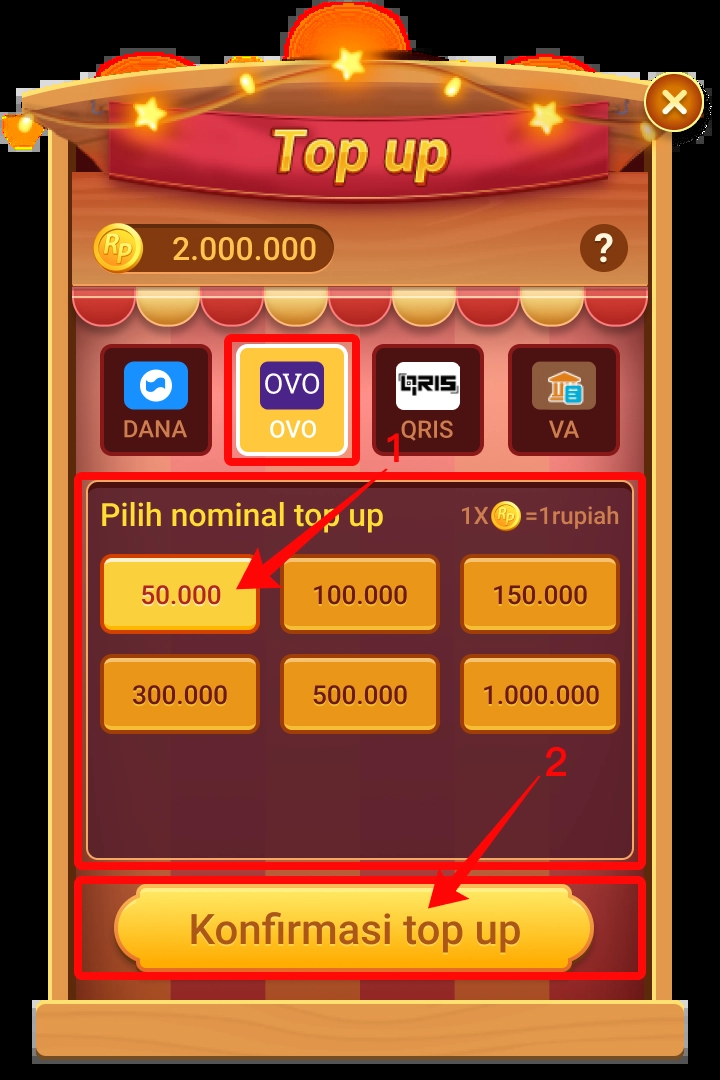 Top up
Rp 2.000.000 ?
OVO QRIS
DANA OVO QRIS VA
1
Pilih nominal top up 1X Rp =1rupiah
50.000 100.000 150.000
300.000 500.000 1.000.000
2
Konfirmasi top up